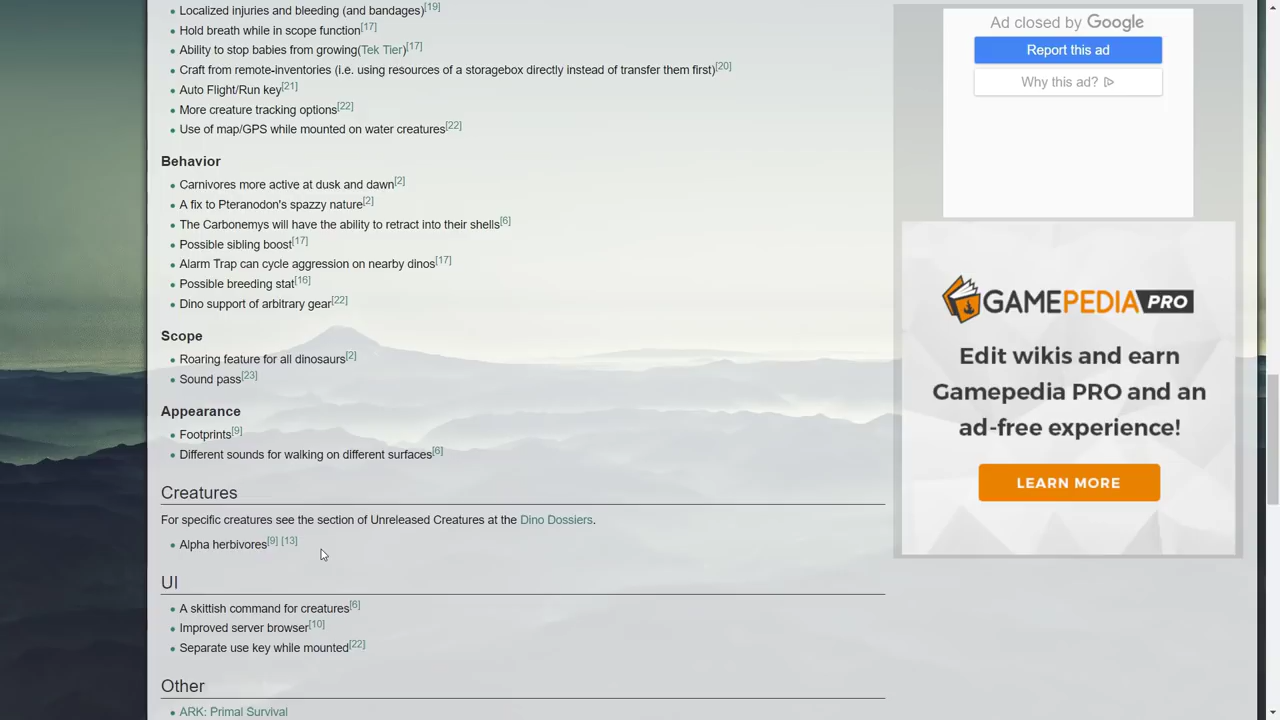 Localized injuries and bleeding (and bandages)[19]
Hold breath while in scope function[17]
Ability to stop babies from growing(Tek Tier)[17]
Craft from remote-inventories (i.e. using resources of a storagebox directly instead of transfer them first)[20]
Auto Flight/Run key[21]
More creature tracking options[22]
Use of map/GPS while mounted on water creatures[22]
Behavior
Carnivores more active at dusk and dawn[2]
A fix to Pteranodon's spazzy nature[2]
The Carbonemys will have the ability to retract into their shells[6]
Possible sibling boost[17]
Alarm Trap can cycle aggression on nearby dinos[17]
Possible breeding stat[16]
Dino support of arbitrary gear[22]
Scope
Roaring feature for all dinosaurs[2]
Sound pass[23]
Appearance
Footprints[9]
Different sounds for walking on different surfaces[6]
Creatures
For specific creatures see the section of Unreleased Creatures at the Dino Dossiers.
Alpha herbivores[9] [13]
UI
A skittish command for creatures[6]
Improved server browser[10]
Separate use key while mounted[22]
Other
ARK: Primal Survival
Ad closed by Google
Report this ad
Why this ad?
GAMEPEDIA PRO
Edit wikis and earn
Gamepedia PRO and an
ad-free experience!
LEARN MORE